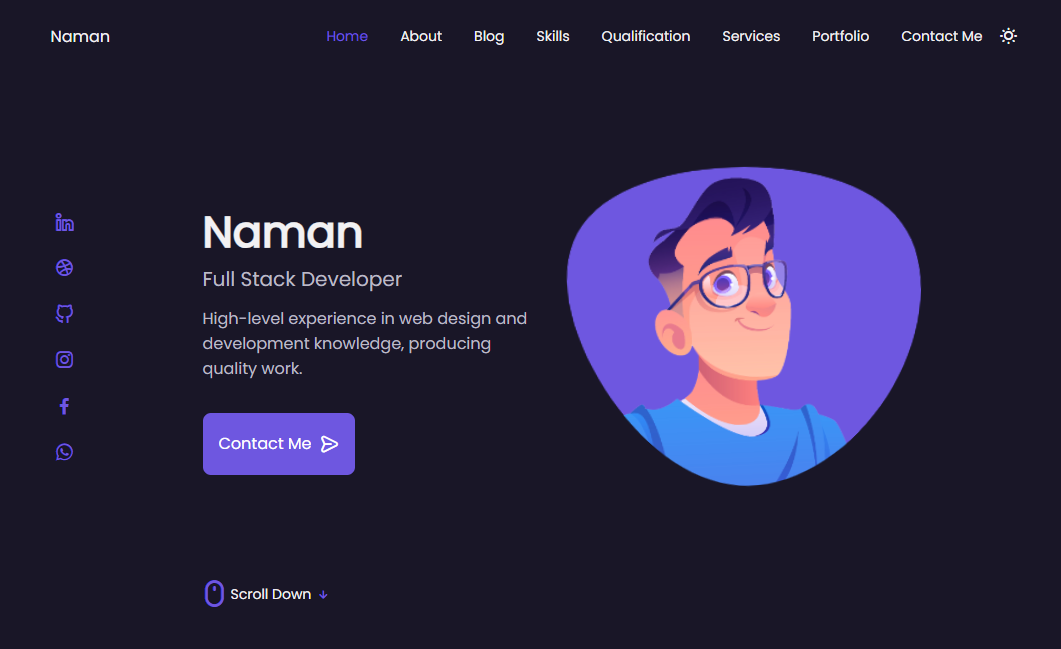 Naman
Home About Blog Skills Qualification Services Portfolio Contact Me
Naman
Full Stack Developer
High-level experience in web design and
development knowledge, producing
quality work.
Contact Me
Scroll Down